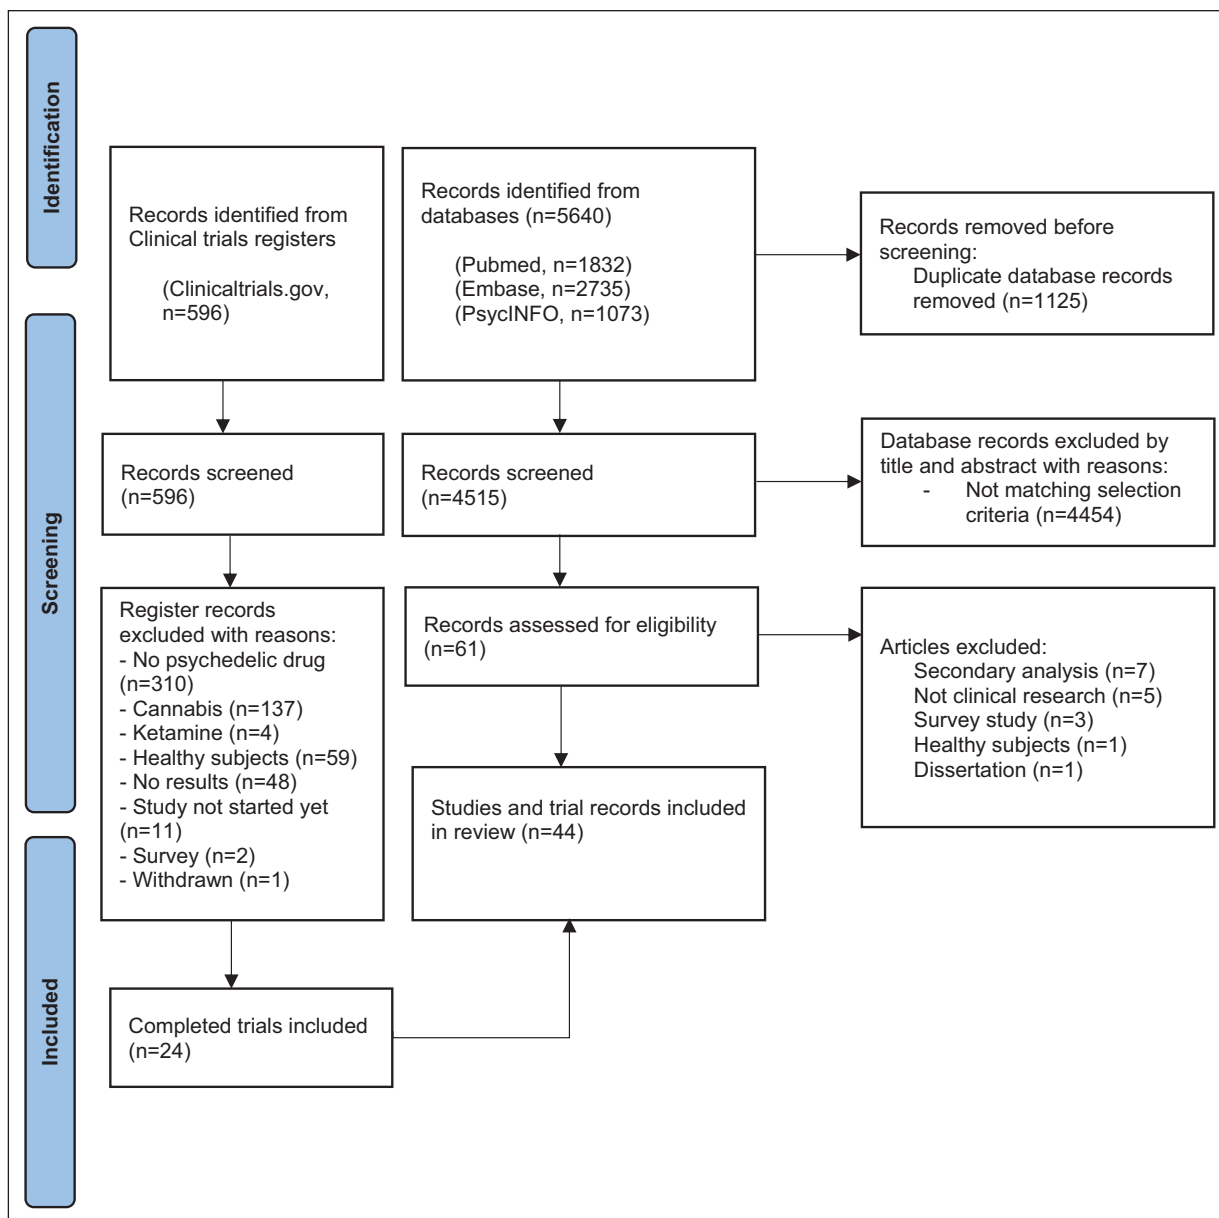 Identification
Records identified from
Clinical trials registers
(Clinicaltrials.gov,
n=596)
Records identified from
databases (n=5640)
(Pubmed, n=1832)
(Embase, n=2735)
(PsycINFO, n=1073)
Records removed before
screening:
Duplicate database records
removed (n=1125)
Screening
Records screened
(n=596)
Records screened
(n=4515)
Database records excluded by
title and abstract with reasons:
- Not matching selection
criteria (n=4454)
Register records
excluded with reasons:
- No psychedelic drug
(n=310)
- Cannabis (n=137)
- Ketamine (n=4)
- Healthy subjects (n=59)
- No results (n=48)
- Study not started yet
(n=11)
- Survey (n=2)
- Withdrawn (n=1)
Records assessed for eligibility
(n=61)
Articles excluded:
Secondary analysis (n=7)
Not clinical research (n=5)
Survey study (n=3)
Healthy subjects (n=1)
Dissertation (n=1)
Studies and trial records included
in review (n=44)
Included
Completed trials included
(n=24)